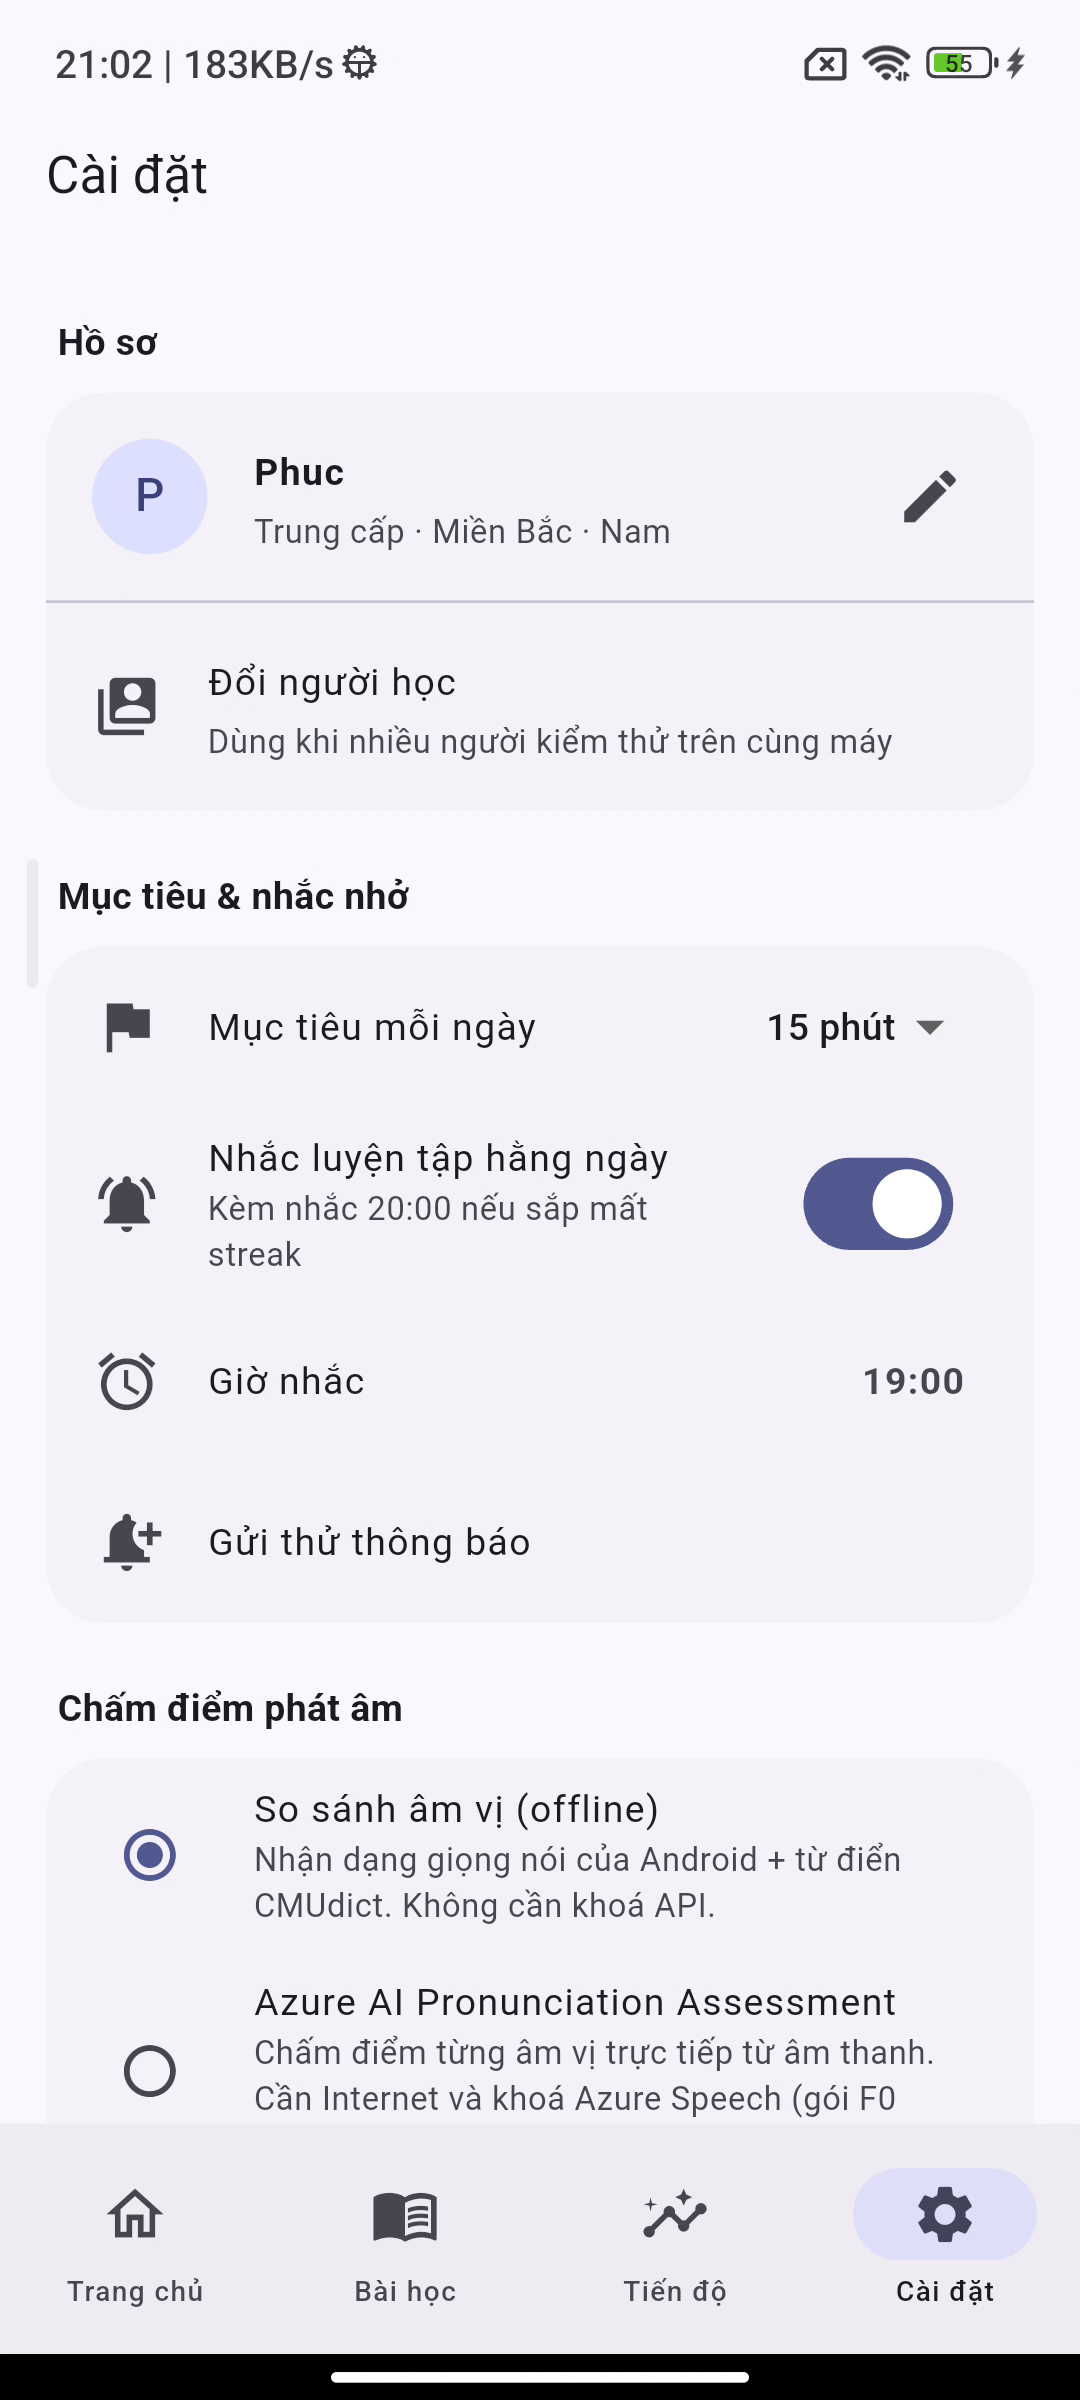 21:02 | 183KB/s
55
Cài đặt
Hồ sơ
P
Phuc
Trung cấp · Miền Bắc · Nam
Đổi người học
Dùng khi nhiều người kiểm thử trên cùng máy
Mục tiêu & nhắc nhở
Mục tiêu mỗi ngày
15 phút
Nhắc luyện tập hằng ngày
Kèm nhắc 20:00 nếu sắp mất
streak
Giờ nhắc
19:00
Gửi thử thông báo
Chấm điểm phát âm
So sánh âm vị (offline)
Nhận dạng giọng nói của Android + từ điển
CMUdict. Không cần khoá API.
Azure AI Pronunciation Assessment
Chấm điểm từng âm vị trực tiếp từ âm thanh.
Cần Internet và khoá Azure Speech (gói F0
Trang chủ
Bài học
Tiến độ
Cài đặt